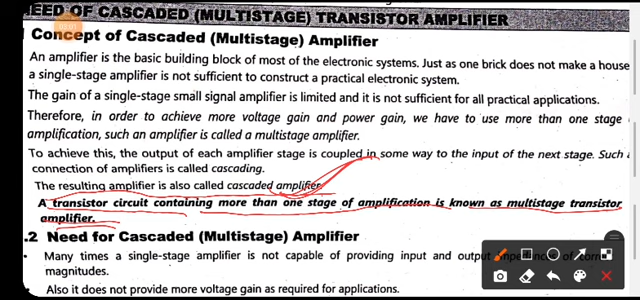 EED OF CASCADED (MULTISTAGE) TRANSISTOR AMPLIFIER
Concept of Cascaded (Multistage) Amplifier
An amplifier is the basic building block of most of the electronic systems. Just as one brick does not make a house
a single-stage amplifier is not sufficient to construct a practical electronic system.
The gain of a single-stage small signal amplifier is limited and it is not sufficient for all practical applications.
Therefore, in order to achieve more voltage gain and power gain, we have to use more than one stage
amplification, such an amplifier is called a multistage amplifier.
To achieve this, the output of each amplifier stage is coupled in some way to the input of the next stage. Such
connection of amplifiers is called cascading.
The resulting amplifier is also called cascaded amplifier.
A transistor circuit containing more than one stage of amplification is known as multistage transistor
amplifier.
.2 Need for Cascaded (Multistage) Amplifier
Many times a single-stage amplifier is not capable of providing input and output
magnitudes.
Also it does not provide more voltage gain as required for applications.